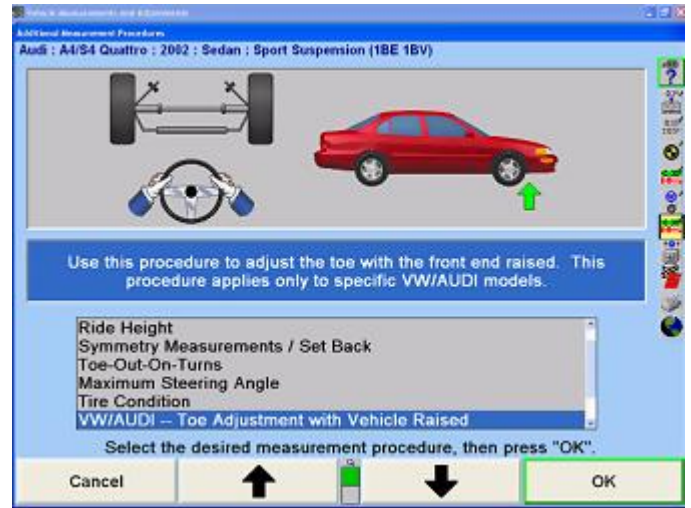 Vehicle Measurements and Adjustments
Additional Measurement Procedures
Audi : A4/S4 Quattro : 2002 : Sedan : Sport Suspension (1BE 1BV)
Use this procedure to adjust the toe with the front end raised. This
procedure applies only to specific VW/AUDI models.
Ride Height
Symmetry Measurements / Set Back
Toe-Out-On-Turns
Maximum Steering Angle
Tire Condition
VW/AUDI -- Toe Adjustment with Vehicle Raised
Select the desired measurement procedure, then press "OK".
Cancel
OK